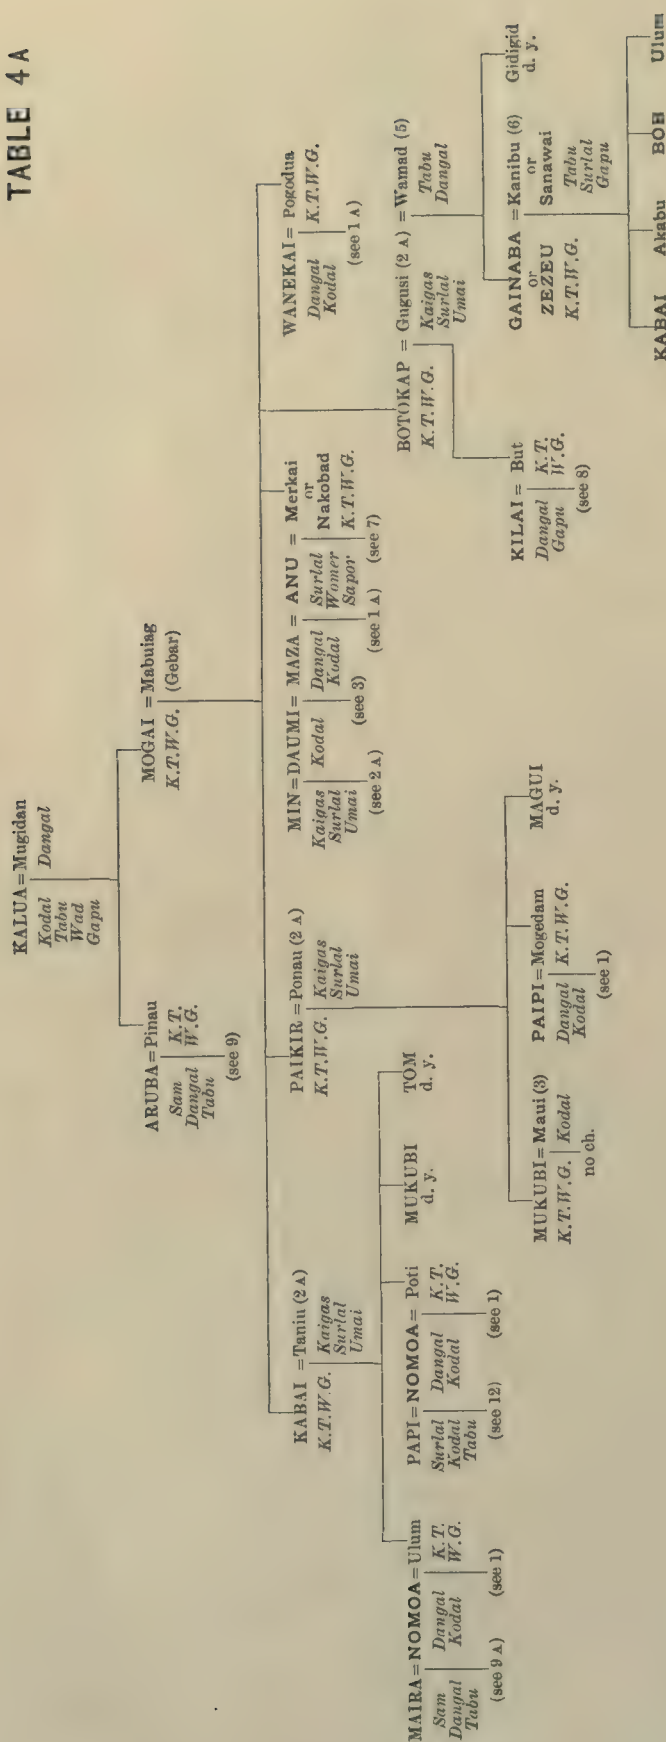 TABLE 4 A
KALUA = Mugidan
Kodal Dangal
Tabu
Wad
Gapu
ARUBA = Pinau
Sam K.T.
Dangal W.G.
Tabu
(see 9)
MOGAI = Mabuiag
K.T.W.G. (Gebar)
KABAI = Taniu (2 A)
K.T.W.G. Kaigas
Surlal
Umai
PAIKIR = Ponau (2 A)
K.T.W.G. Kaigas
Surlal
Umai
MIN = DAUMI = MAZA = ANU = Merkai
or
Nakobad
Kaigas Kodal Dangal Surlal K.T.W.G.
Surlal Kodal Womer
Umai Sapor
(see 2 A) (see 3) (see 1 A) (see 7)
BOTOKAP = Gugusi (2 A) = Wamad (5)
K.T.W.G. Kaigas Tabu
Surlal Dangal
Umai
WANEKAI = Pogodua
Dangal K.T.W.G.
Kodal
(see 1 A)
MAIRA = NOMOA = Ulum
Sam Dangal K.T.
Dangal Kodal W.G.
Tabu
(see 9 A) (see 1)
PAPI = NOMOA = Poti
Surlal Dangal K.T.
Kodal Kodal W.G.
Tabu
(see 12) (see 1)
MUKUBI
d. y.
TOM
d. y.
MUKUBI = Maui (3)
K.T.W.G. Kodal
no ch.
PAIPI = Mogedam
Dangal K.T.W.G.
Kodal
(see 1)
MAGUI
d. y.
KILAI = But
Dangal K.T.
Gapu W.G.
(see 8)
GAINABA = Kanibu (6)
or or
ZEZEU Sanawai
K.T.W.G. Tabu
Surlal
Gapu
Gidigid
d. y.
KABAI Akabu BOB Ulum